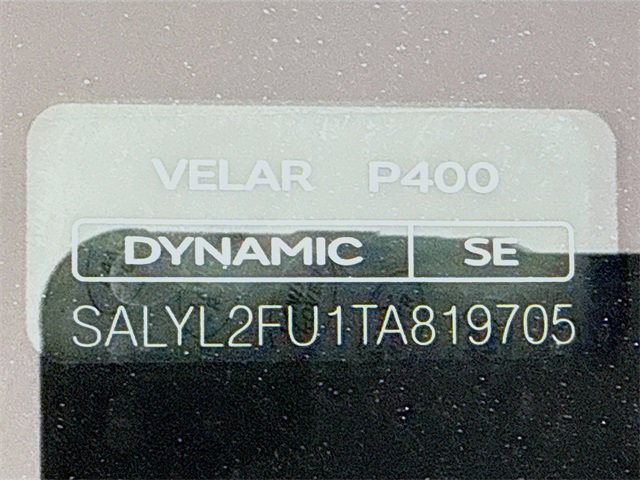 VELAR P400
DYNAMIC SE
SALYL2FU1TA819705